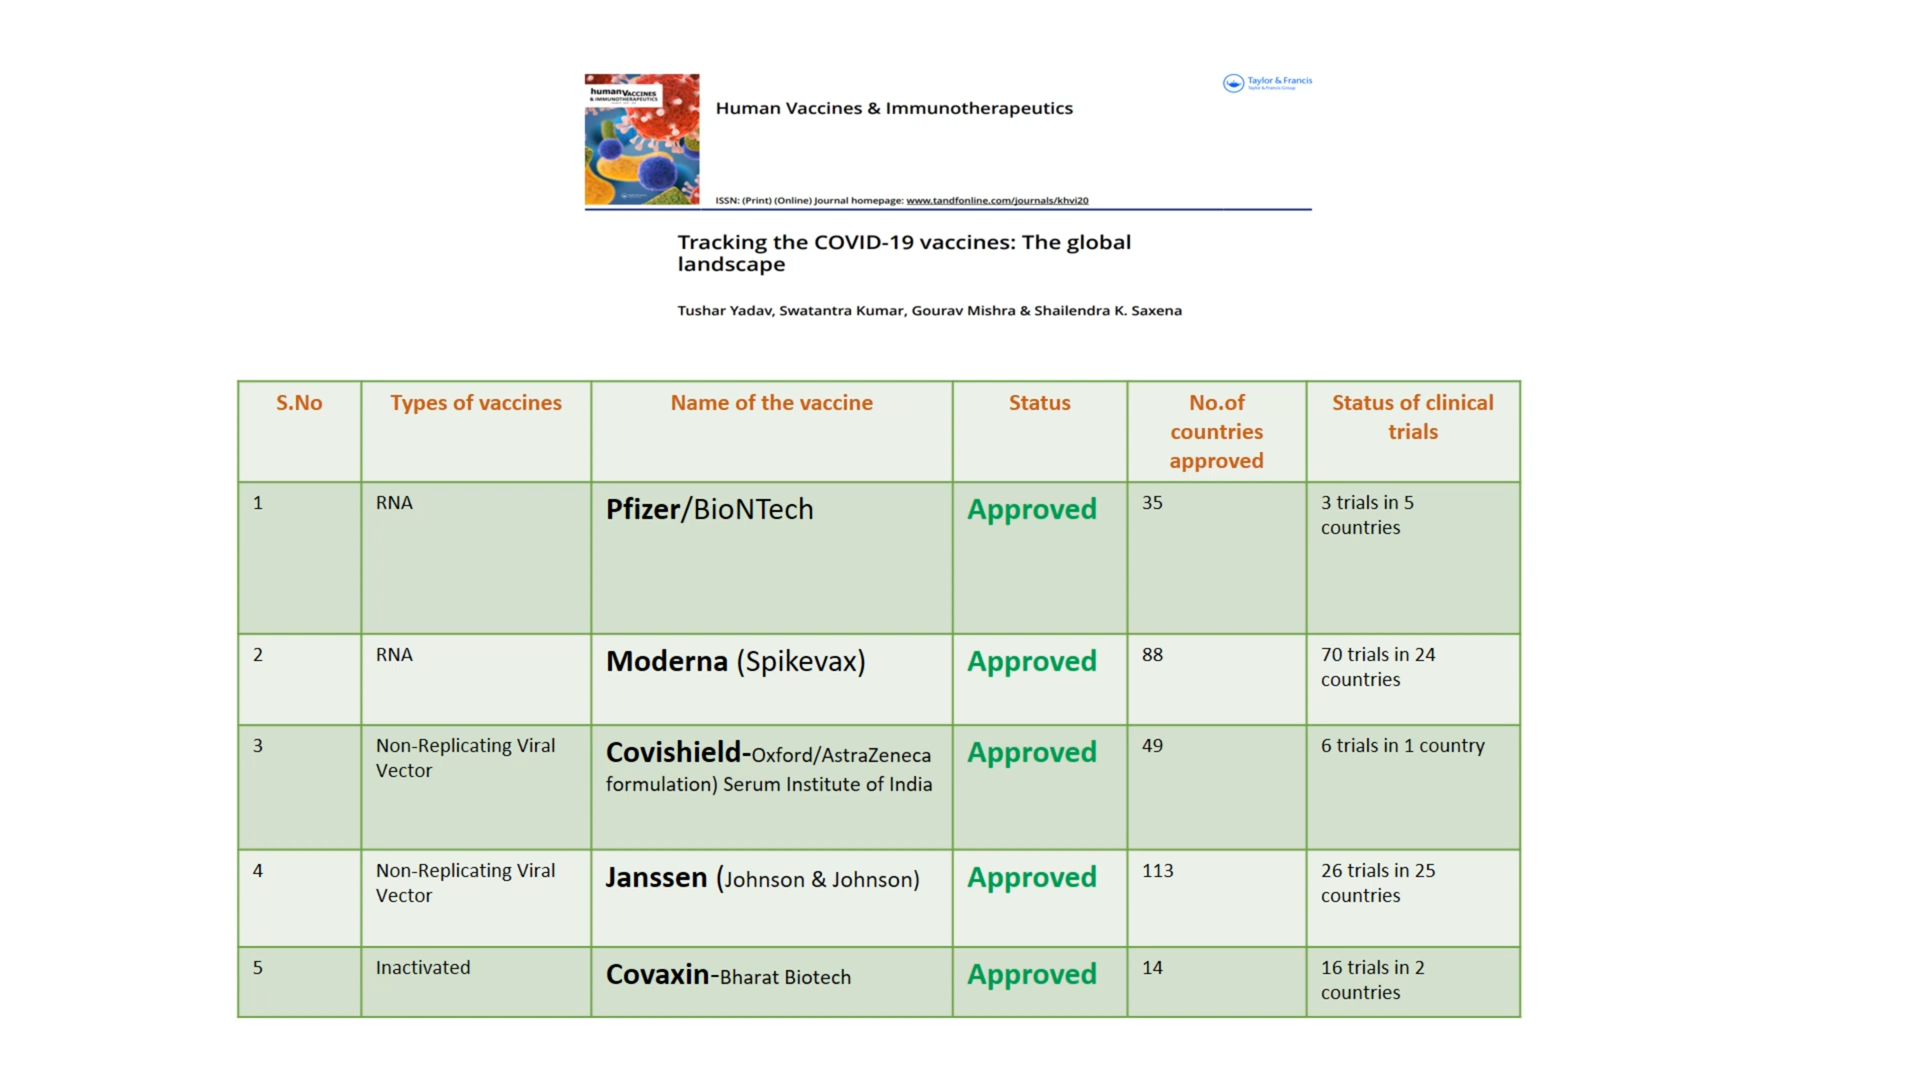 human VACCINES
& IMMUNOTHERAPEUTICS
Human Vaccines & Immunotherapeutics
Taylor & Francis
Taylor & Francis Group
ISSN: (Print) (Online) Journal homepage: www.tandfonline.com/journals/khvi20
Tracking the COVID-19 vaccines: The global
landscape
Tushar Yadav, Swatantra Kumar, Gourav Mishra & Shailendra K. Saxena
S.No Types of vaccines Name of the vaccine Status No.of
countries
approved Status of clinical
trials
1 RNA Pfizer/BioNTech Approved 35 3 trials in 5
countries
2 RNA Moderna (Spikevax) Approved 88 70 trials in 24
countries
3 Non-Replicating Viral
Vector Covishield-Oxford/AstraZeneca
formulation) Serum Institute of India Approved 49 6 trials in 1 country
4 Non-Replicating Viral
Vector Janssen (Johnson & Johnson) Approved 113 26 trials in 25
countries
5 Inactivated Covaxin-Bharat Biotech Approved 14 16 trials in 2
countries